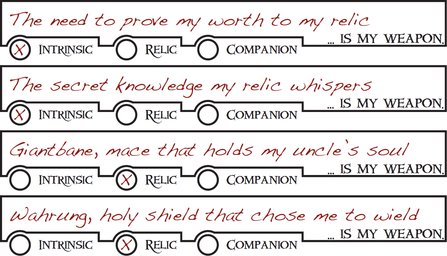 The need to prove my worth to my relic
X Intrinsic Relic Companion ... is my weapon.
The secret knowledge my relic whispers
X Intrinsic Relic Companion ... is my weapon.
Giantbane, mace that holds my uncle's soul
Intrinsic X Relic Companion ... is my weapon.
Wahrung, holy shield that chose me to wield
Intrinsic X Relic Companion ... is my weapon.